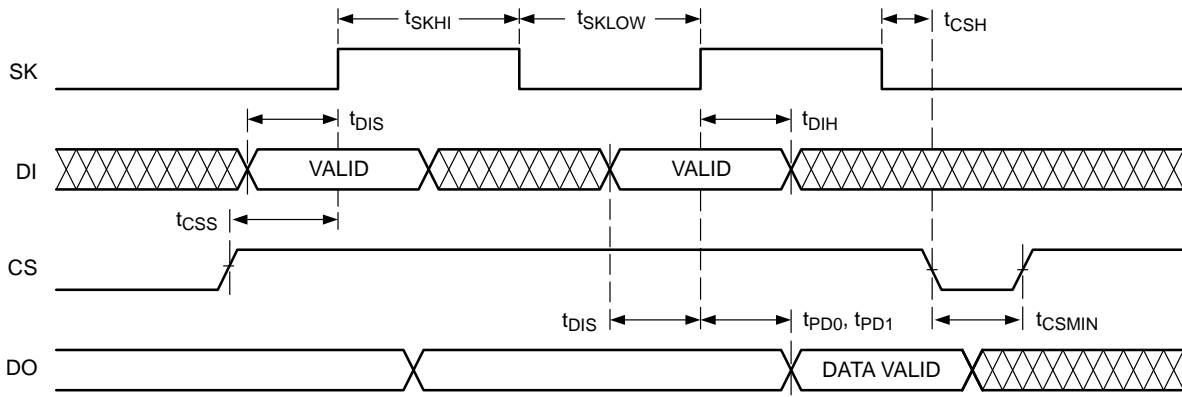 tSKHI
tSKLOW
tCSH
SK
tDIS
tDIH
DI
VALID
VALID
tCSS
CS
tDIS
tPD0, tPD1
tCSMIN
DO
DATA VALID